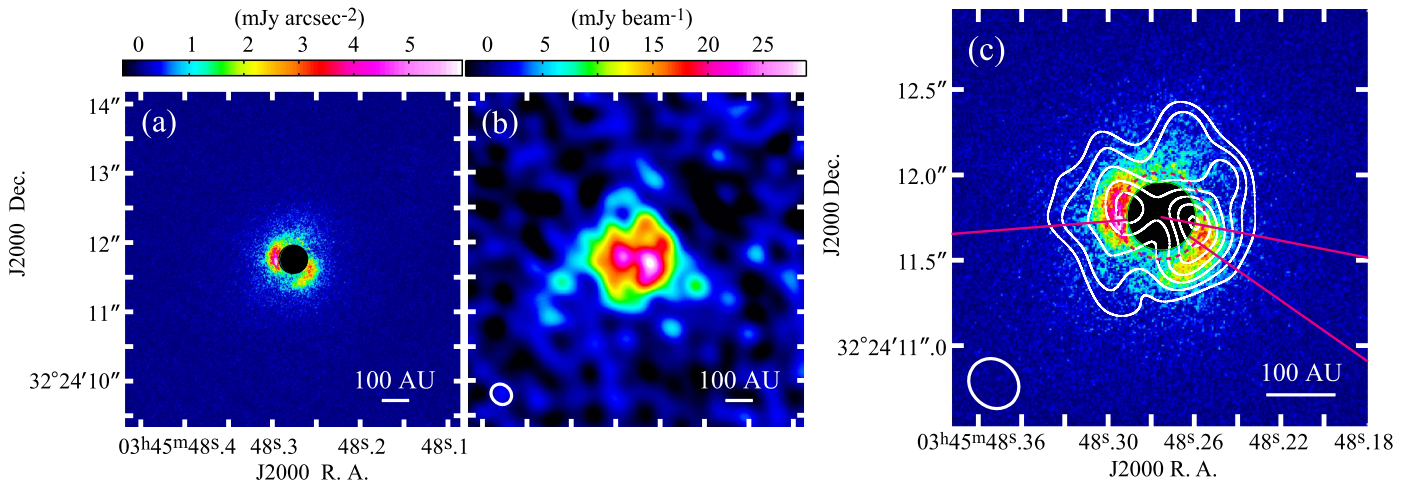 (mJy arcsec-2)
(mJy beam-1)
0 1 2 3 4 5
0 5 10 15 20 25
(a)
(b)
(c)
14″
13″
12″
11″
32°24′10″
J2000 Dec.
100 AU
100 AU
03ʰ45ᵐ48ˢ.4 48ˢ.3 48ˢ.2 48ˢ.1
J2000 R. A.
12.5″
12.0″
11.5″
32°24′11″.0
J2000 Dec.
100 AU
03ʰ45ᵐ48ˢ.36 48ˢ.30 48ˢ.26 48ˢ.22 48ˢ.18
J2000 R. A.